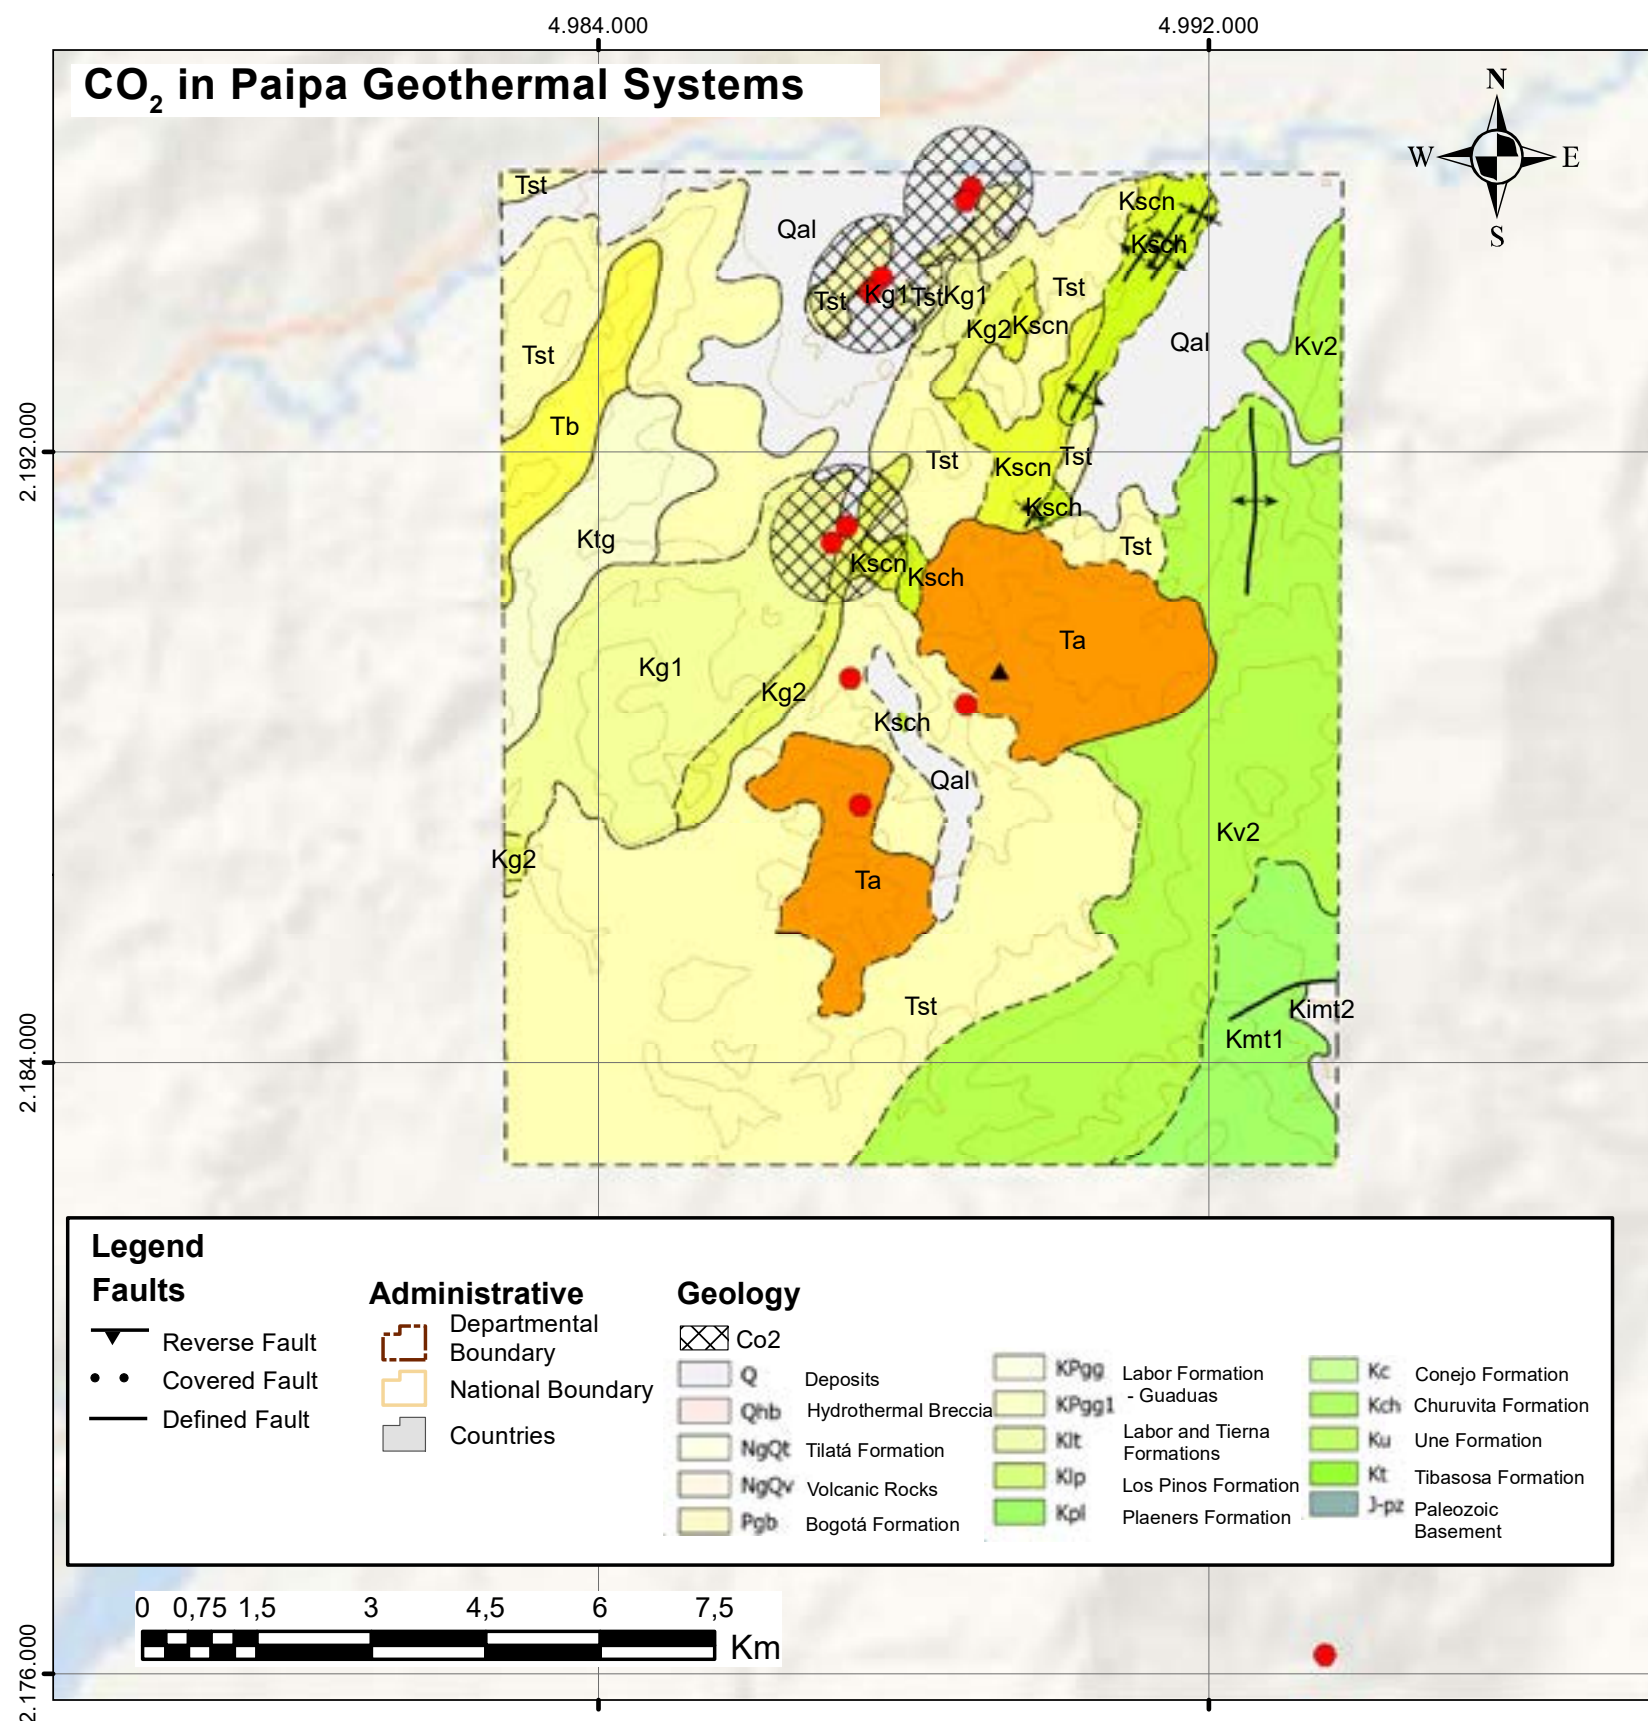 4.984.000
4.992.000
CO2 in Paipa Geothermal Systems
N
W
E
S
Tst
Kscn
Qal
Ksch
Tst
Kg1
Tst
Kg1
Tst
Kg2
Kscn
Qal
Kv2
Tst
Tb
2.192.000
Tst
Kscn
Tst
Ksch
Ktg
Tst
Kscn
Ksch
Ta
Kg1
Kg2
Ksch
Qal
Kv2
Kg2
Ta
Tst
Kimt2
Kmt1
2.184.000
Legend
Faults
Reverse Fault
Covered Fault
Defined Fault
Administrative
Departmental
Boundary
National Boundary
Countries
Geology
Co2
Q Deposits
Qhb Hydrothermal Breccia
NgQt Tilatá Formation
NgQv Volcanic Rocks
Pgb Bogotá Formation
KPgg Labor Formation
KPgg1 - Guaduas
Klt Labor and Tierna
Formations
Klp Los Pinos Formation
Kpl Plaeners Formation
Kc Conejo Formation
Kch Churuvita Formation
Ku Une Formation
Kt Tibasosa Formation
J-pz Paleozoic
Basement
0 0,75 1,5 3 4,5 6 7,5
Km
2.176.000